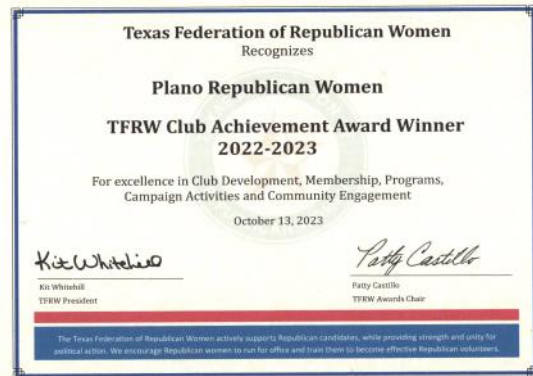 Texas Federation of Republican Women
Recognizes
Plano Republican Women
TFRW Club Achievement Award Winner
2022-2023
For excellence in Club Development, Membership, Programs,
Campaign Activities and Community Engagement
October 13, 2023
Kit Whitehill
Patty Castillo
Kit Whitehill
Patty Castillo
TFRW President
TFRW Awards Chair
The Texas Federation of Republican Women actively supports Republican candidates, while providing strength and unity for
political action. We encourage Republican women to run for office and train them to become effective Republican volunteers.